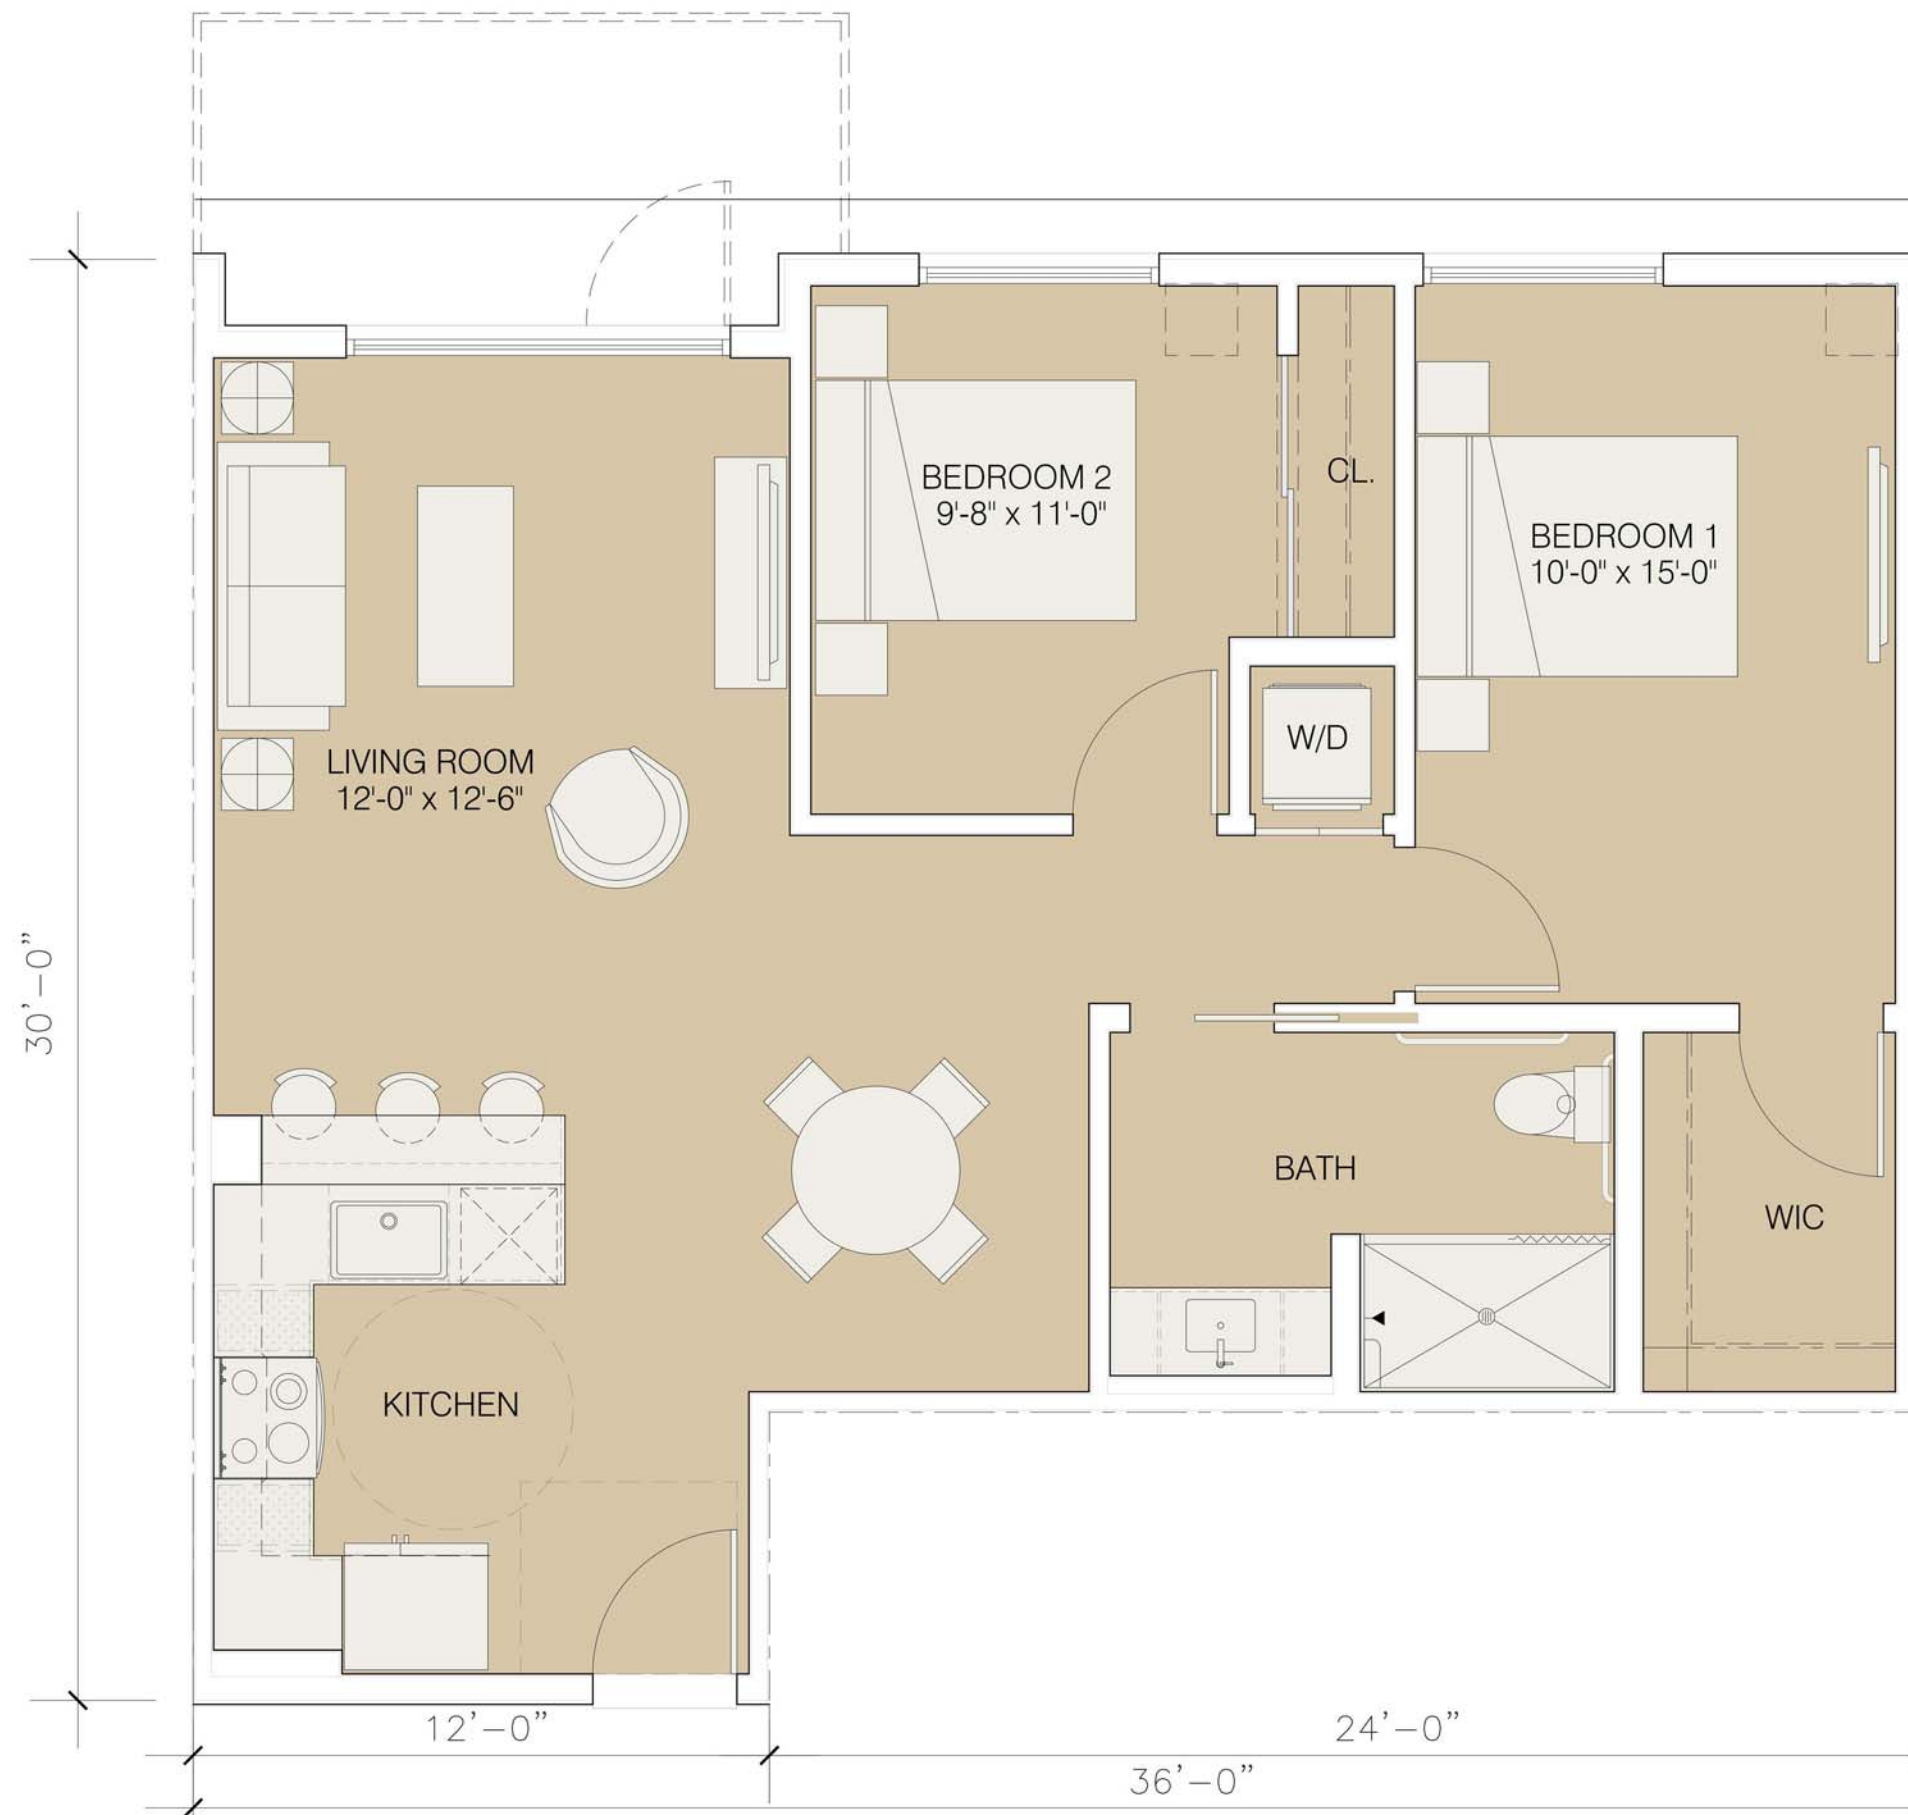 BEDROOM 2
9'-8" x 11'-0"
CL.
BEDROOM 1
10'-0" x 15'-0"
W/D
LIVING ROOM
12'-0" x 12'-6"
30'-0"
BATH
WIC
KITCHEN
12'-0"
24'-0"
36'-0"